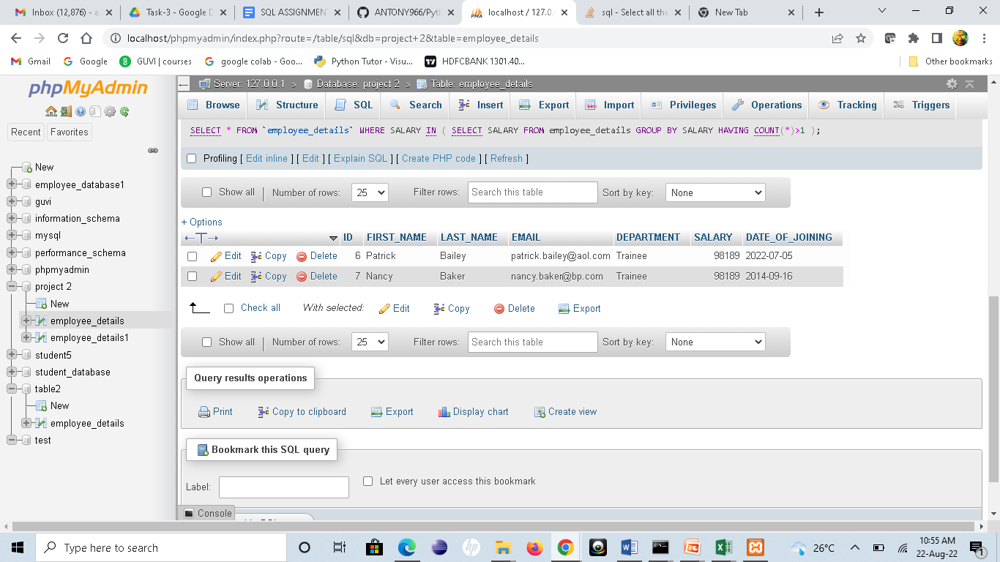 Inbox (12,876) - a
Task-3 - Google D
SQL ASSIGNMENT
ANTONY966/Pyth
localhost / 127.0.
sql - Select all the
New Tab
localhost/phpmyadmin/index.php?route=/table/sql&db=project+2&table=employee_details
Gmail
Google
GUVI | courses
google colab - Goo...
Python Tutor - Visu...
HDFCBANK 1301.40...
Other bookmarks
phpMyAdmin
Recent
Favorites
New
employee_database1
guvi
information_schema
mysql
performance_schema
phpmyadmin
project 2
New
employee_details
employee_details1
student5
student_database
table2
New
employee_details
test
Server: 127.0.0.1 » Database: project 2 » Table: employee_details
Browse Structure SQL Search Insert Export Import Privileges Operations Tracking Triggers
SELECT * FROM `employee_details` WHERE SALARY IN ( SELECT SALARY FROM employee_details GROUP BY SALARY HAVING COUNT(*)>1 );
Profiling [ Edit inline ] [ Edit ] [ Explain SQL ] [ Create PHP code ] [ Refresh ]
Show all | Number of rows: 25 Filter rows: Search this table Sort by key: None
+ Options
←T→ ID FIRST_NAME LAST_NAME EMAIL DEPARTMENT SALARY DATE_OF_JOINING
Edit Copy Delete 6 Patrick Bailey patrick.bailey@aol.com Trainee 98189 2022-07-05
Edit Copy Delete 7 Nancy Baker nancy.baker@bp.com Trainee 98189 2014-09-16
Check all With selected: Edit Copy Delete Export
Show all | Number of rows: 25 Filter rows: Search this table Sort by key: None
Query results operations
Print Copy to clipboard Export Display chart Create view
Bookmark this SQL query
Label: Let every user access this bookmark
Console
Type here to search
26°C
10:55 AM
22-Aug-22
1